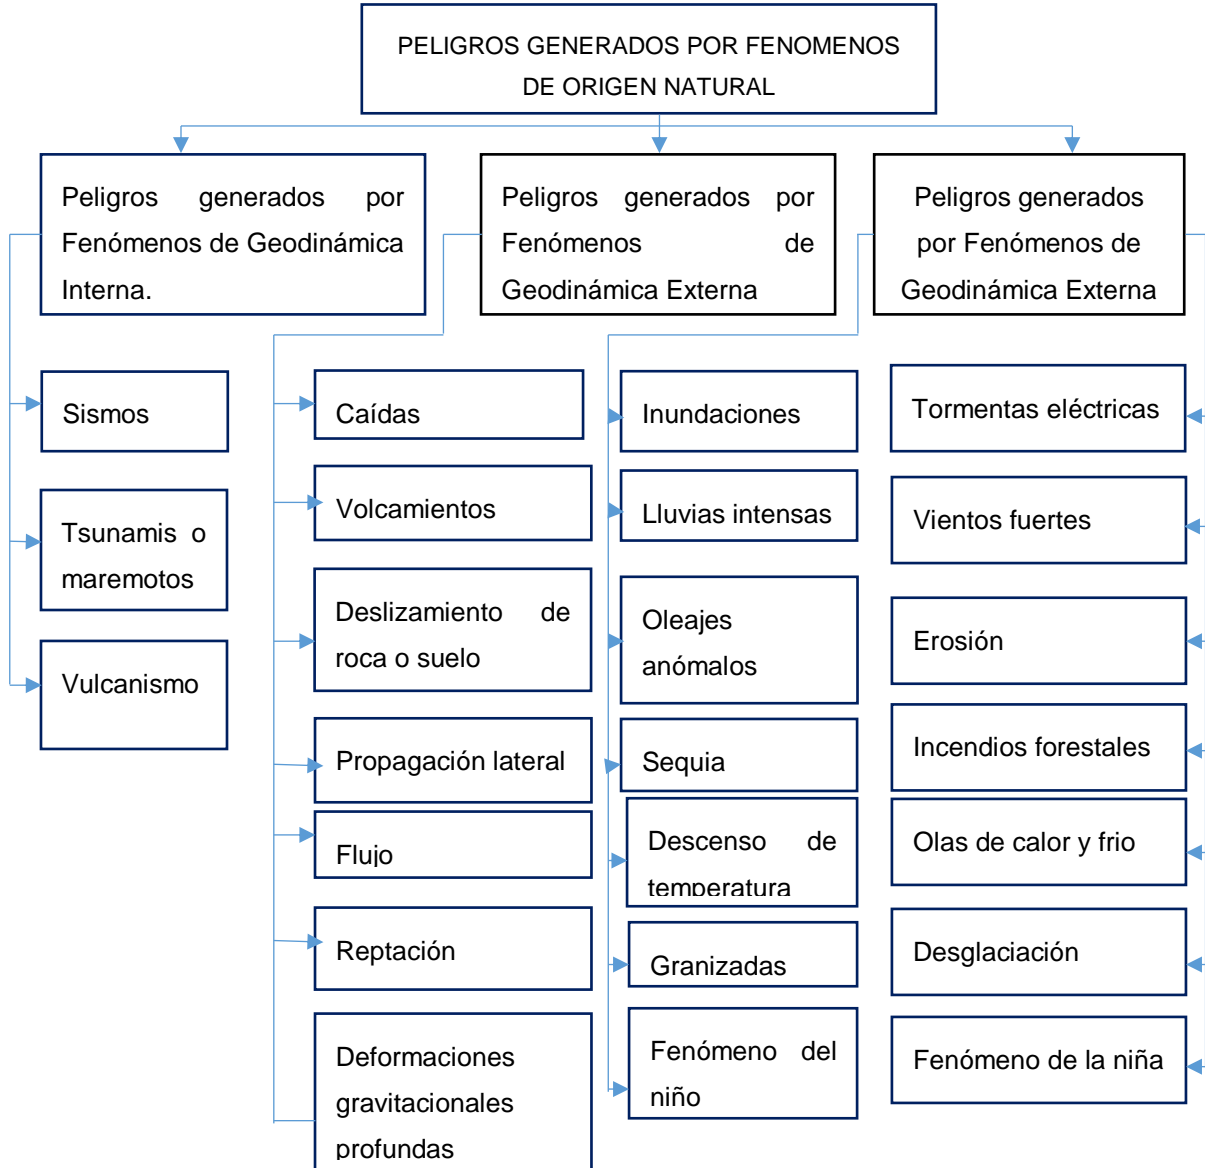 PELIGROS GENERADOS POR FENOMENOS
DE ORIGEN NATURAL
Peligros generados por
Fenómenos de Geodinámica
Interna.
Peligros generados por
Fenómenos de
Geodinámica Externa
Peligros generados
por Fenómenos de
Geodinámica Externa
Sismos
Tsunamis o
maremotos
Vulcanismo
Caídas
Volcamientos
Deslizamiento de
roca o suelo
Propagación lateral
Flujo
Reptación
Deformaciones
gravitacionales
profundas
Inundaciones
Lluvias intensas
Oleajes
anómalos
Sequia
Descenso de
temperatura
Granizadas
Fenómeno del
niño
Tormentas eléctricas
Vientos fuertes
Erosión
Incendios forestales
Olas de calor y frio
Desglaciación
Fenómeno de la niña